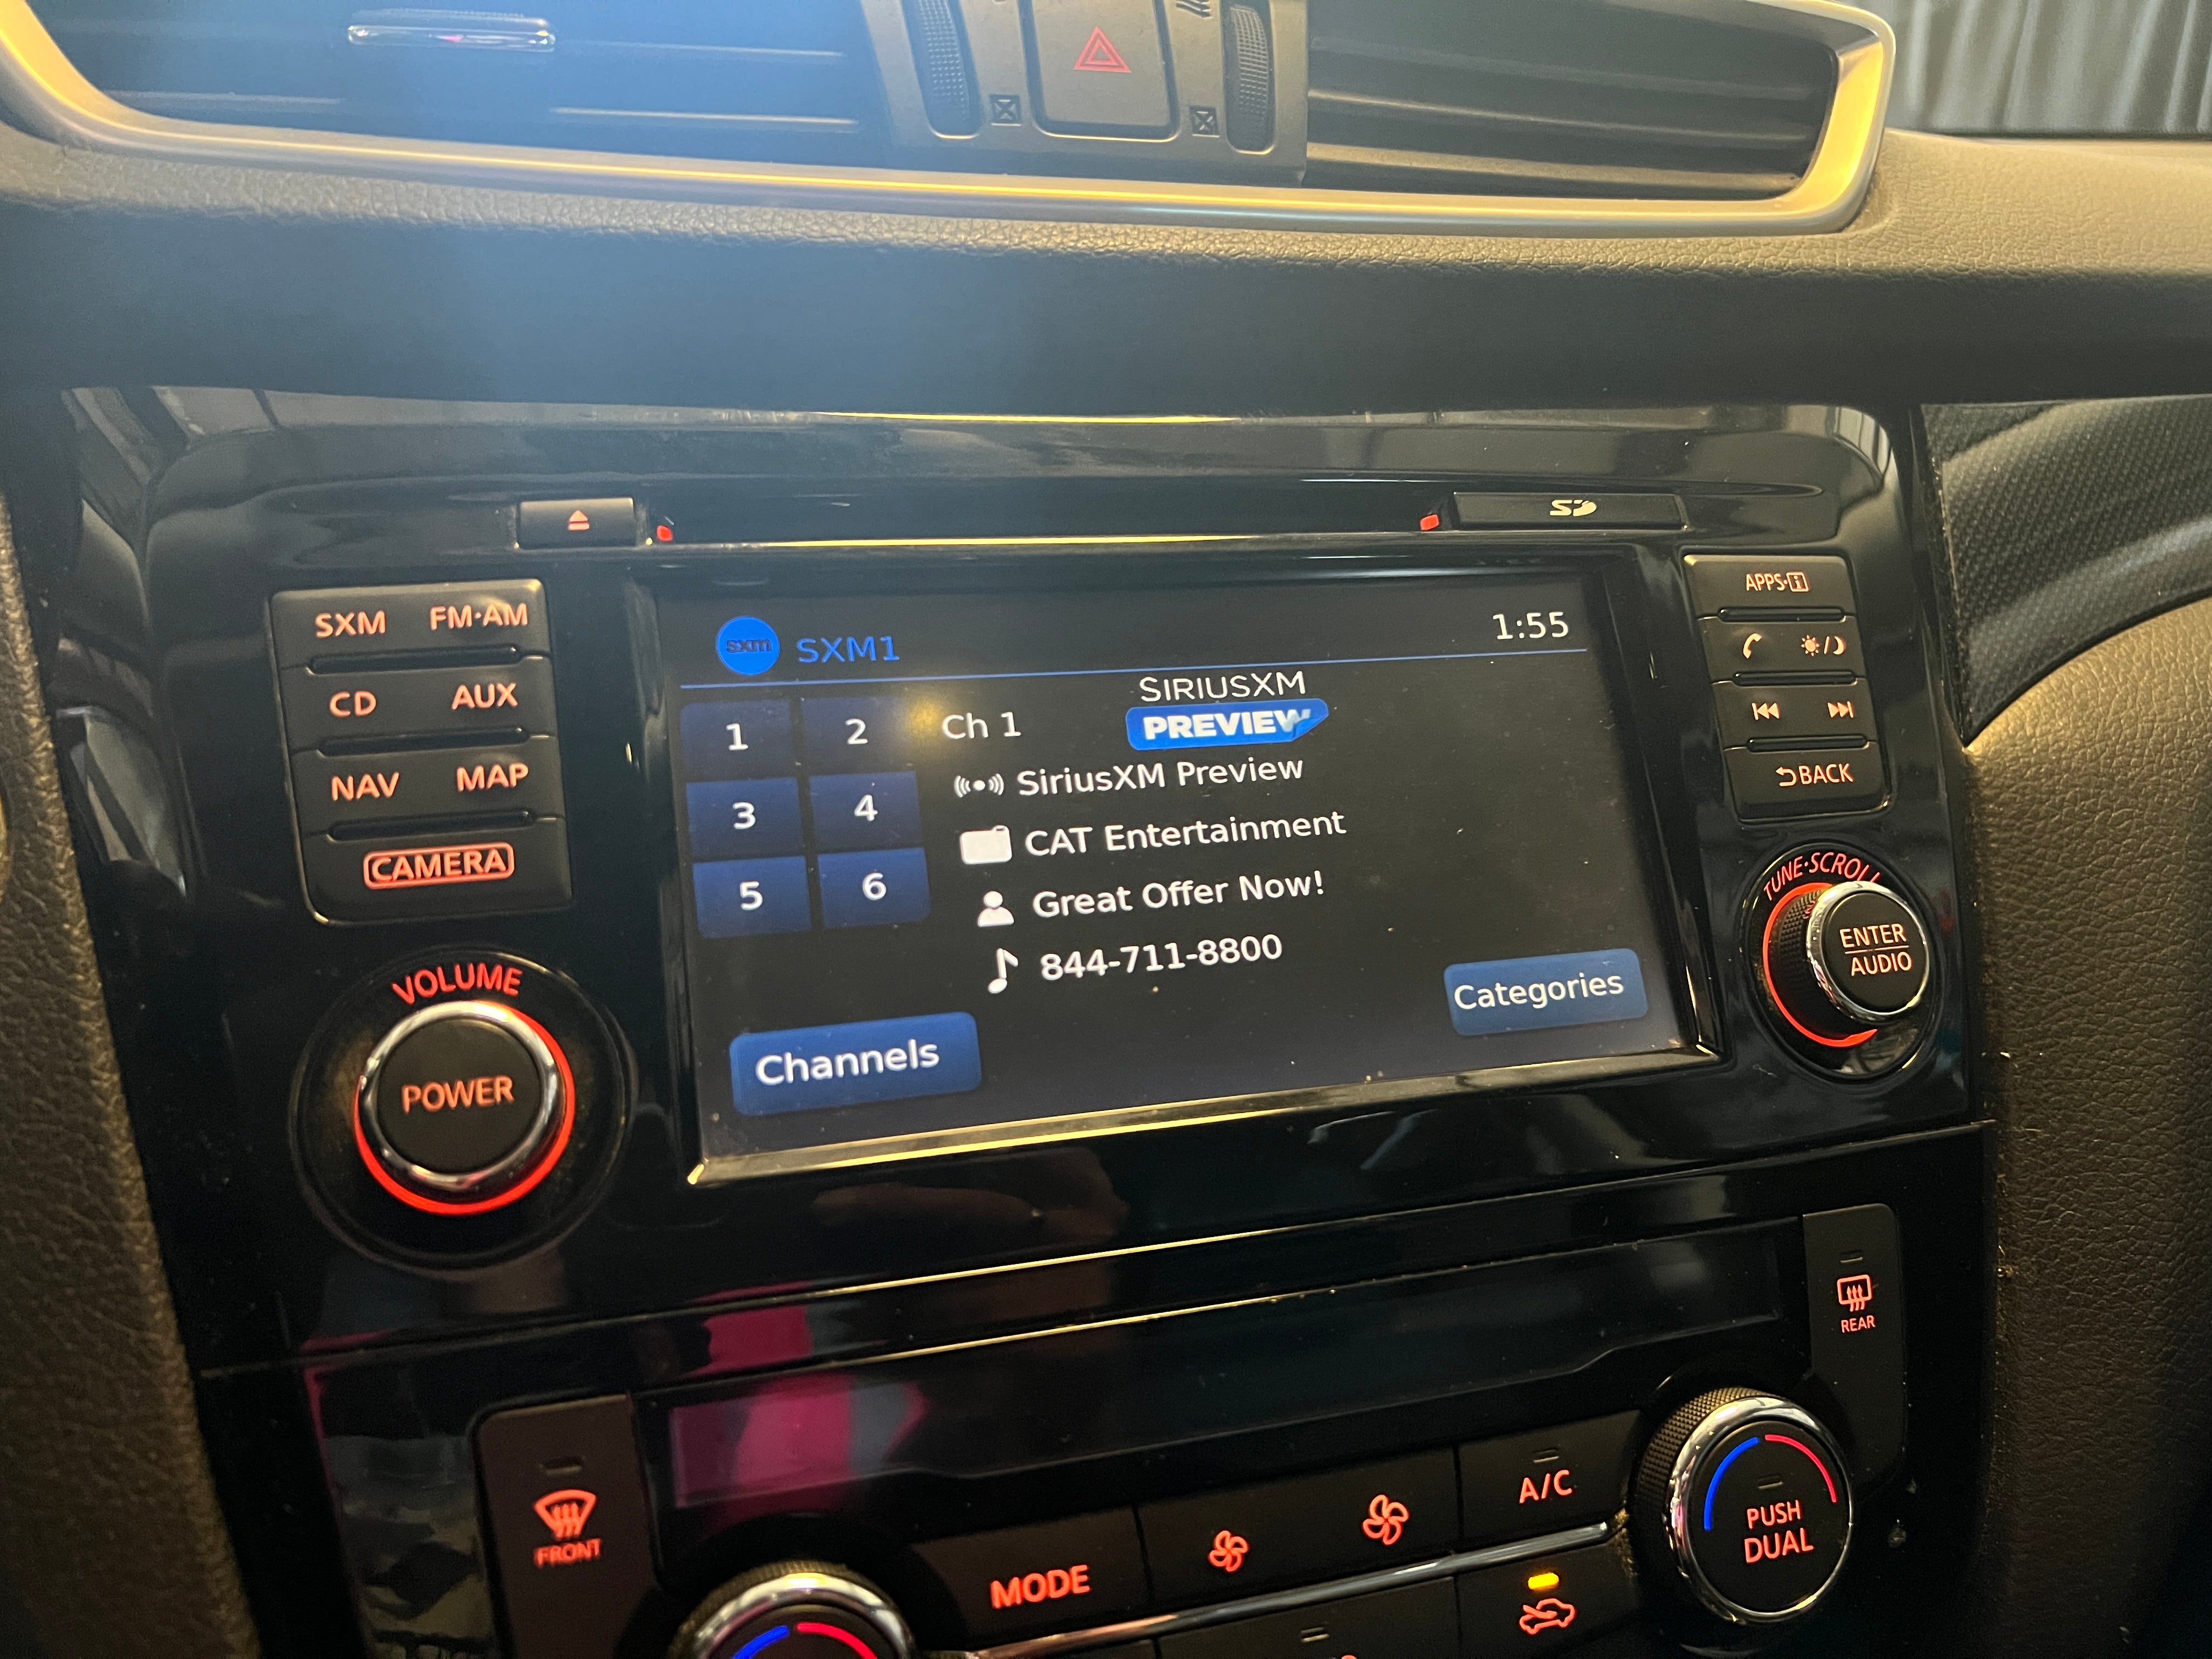 SD
SXM FM·AM
CD AUX
NAV MAP
CAMERA
VOLUME
POWER
sxm SXM1
1:55
1 2
3 4
5 6
SIRIUSXM
Ch 1 PREVIEW
SiriusXM Preview
CAT Entertainment
Great Offer Now!
844-711-8800
Channels
Categories
APPS·i
BACK
TUNE·SCROLL
ENTER
AUDIO
REAR
FRONT
MODE
A/C
PUSH
DUAL